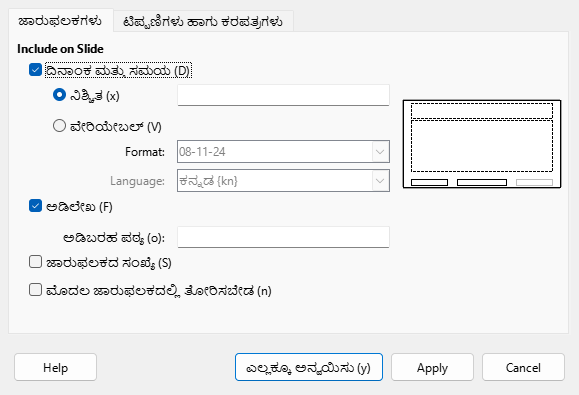 ಜಾರುಫಲಕಗಳು ಟಿಪ್ಪಣಿಗಳು ಹಾಗು ಕರಪತ್ರಗಳು
Include on Slide
ದಿನಾಂಕ ಮತ್ತು ಸಮಯ (D)
ನಿಶ್ಚಿತ (x)
ವೇರಿಯೇಬಲ್ (V)
Format: 08-11-24
Language: ಕನ್ನಡ {kn}
ಅಡಿಲೇಖ (F)
ಅಡಿಬರಹ ಪಠ್ಯ (o):
ಜಾರುಫಲಕದ ಸಂಖ್ಯೆ (S)
ಮೊದಲ ಜಾರುಫಲಕದಲ್ಲಿ ತೋರಿಸಬೇಡ (n)
Help ಎಲ್ಲಕ್ಕೂ ಅನ್ವಯಿಸು (y) Apply Cancel